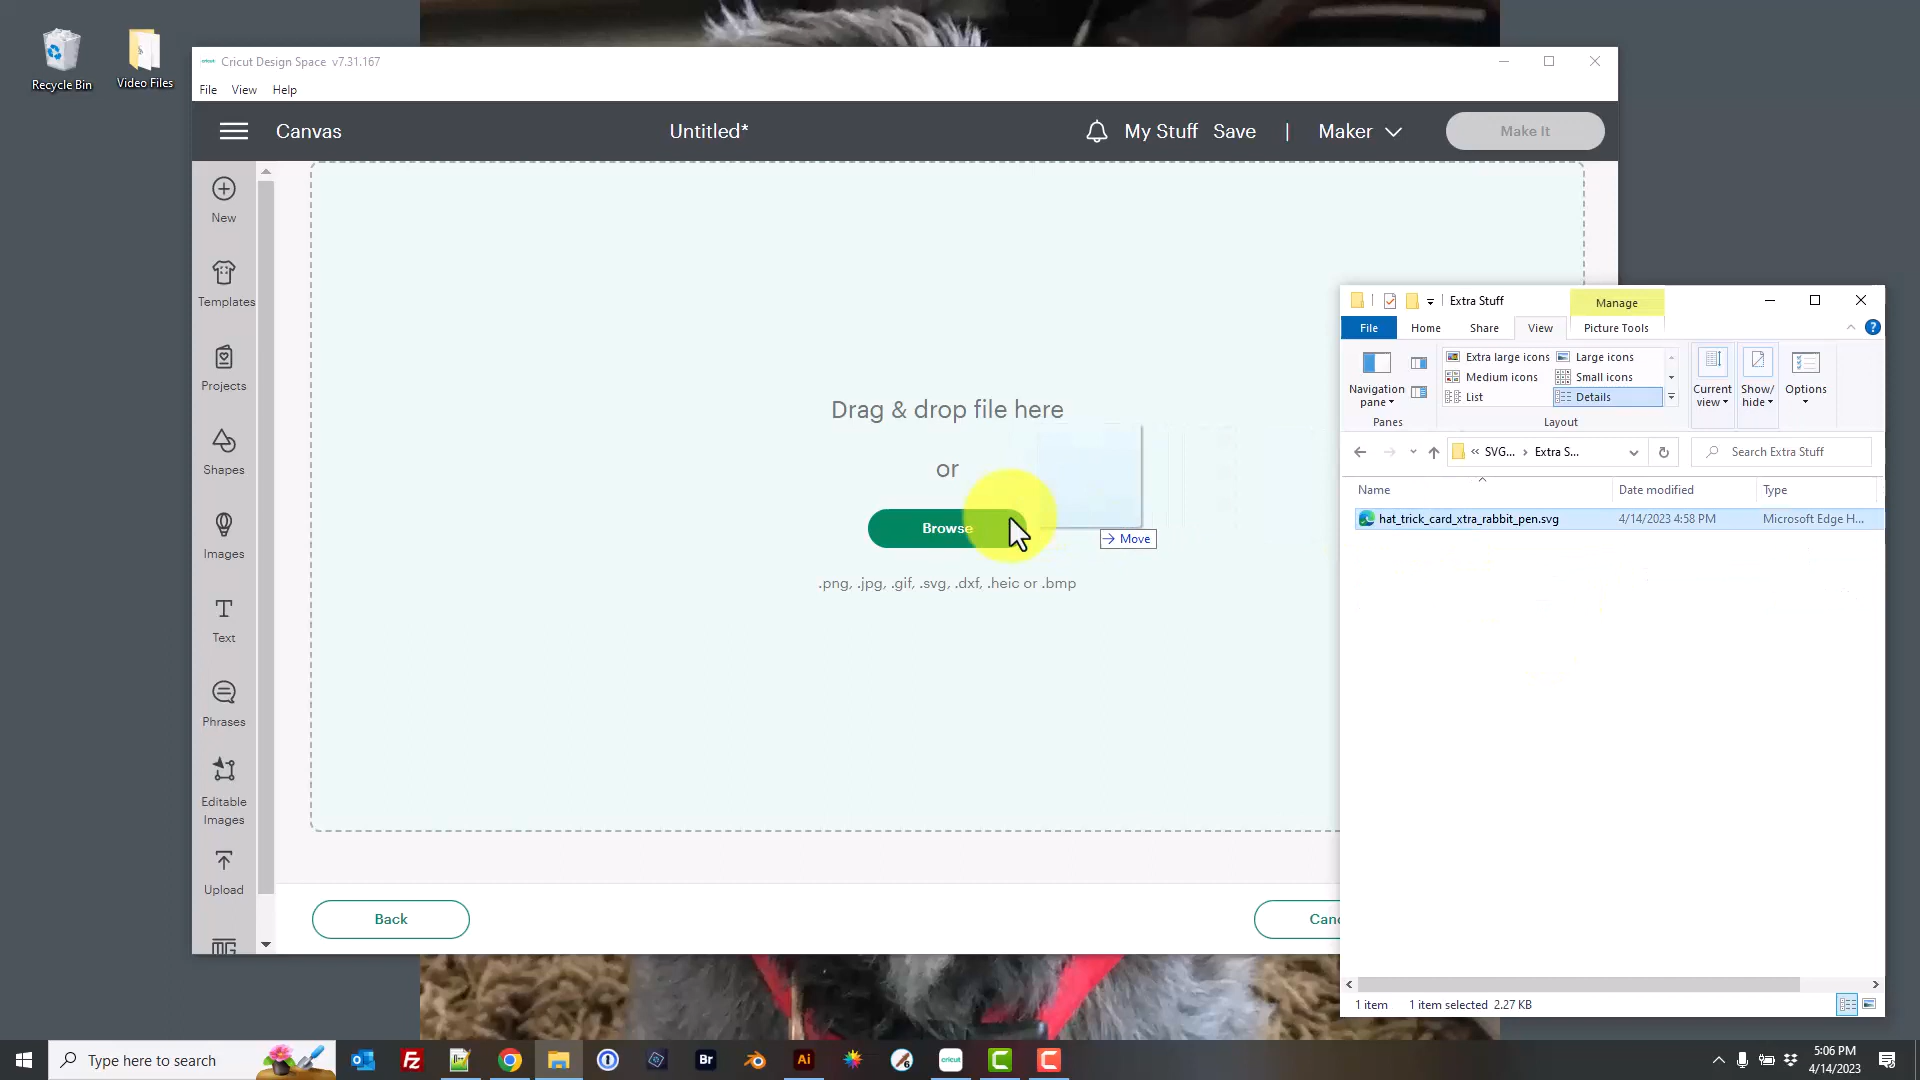 Recycle Bin
Video Files
cricut Cricut Design Space v7.31.167
File View Help
Canvas
Untitled*
My Stuff Save | Maker
Make It
New
Templates
Projects
Shapes
Images
Text
Phrases
Editable
Images
Upload
Drag & drop file here
or
Browse
.png, .jpg, .gif, .svg, .dxf, .heic or .bmp
→ Move
Back
Canc
Extra Stuff
Manage
File Home Share View Picture Tools
Navigation
pane
Panes
Extra large icons Large icons
Medium icons Small icons
List Details
Layout
Current
view
Show/
hide
Options
« SVG... › Extra S...
Search Extra Stuff
Name Date modified Type
hat_trick_card_xtra_rabbit_pen.svg 4/14/2023 4:58 PM Microsoft Edge H...
1 item 1 item selected 2.27 KB
Type here to search
Fz
Br
Ai
6
cricut
C
C
5:06 PM
4/14/2023